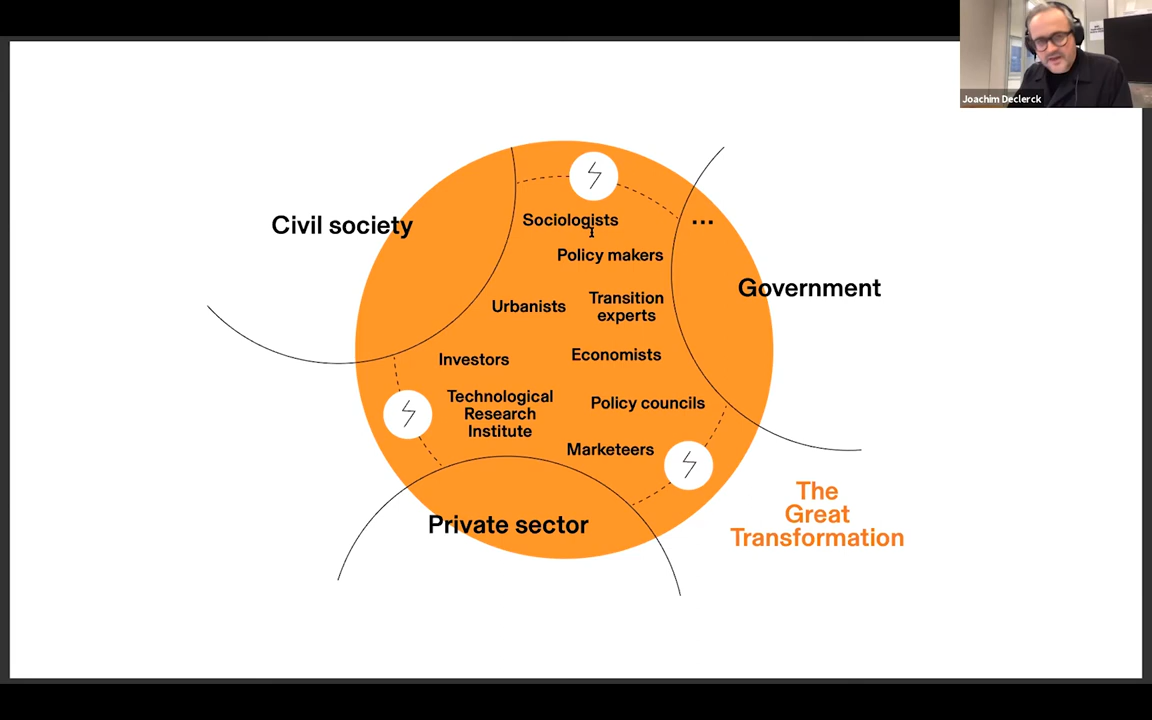 Joachim Declerck
Civil society
Sociologists
...
Policy makers
Government
Urbanists
Transition
experts
Investors
Economists
Technological
Research
Institute
Policy councils
Marketeers
Private sector
The
Great
Transformation